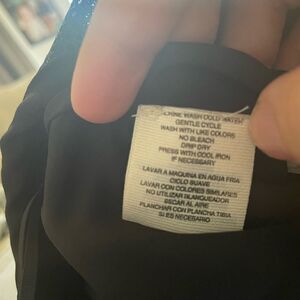 MACHINE WASH COLD WATER
GENTLE CYCLE
WASH WITH LIKE COLORS
NO BLEACH
DRIP DRY
PRESS WITH COOL IRON
IF NECESSARY
LAVAR A MAQUINA EN AGUA FRIA
CICLO SUAVE
LAVAR CON COLORES SIMILARES
NO UTILIZAR BLANQUEADOR
SECAR AL AIRE
PLANCHAR CON PLANCHA TIBIA
SI ES NECESARIO